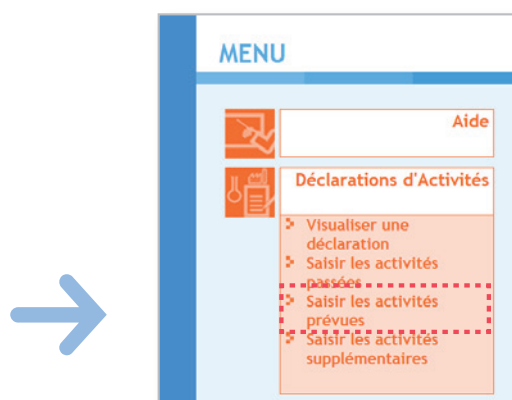 MENU
Aide
Déclarations d'Activités
Visualiser une
déclaration
Saisir les activités
passées
Saisir les activités
prévues
Saisir les activités
supplémentaires